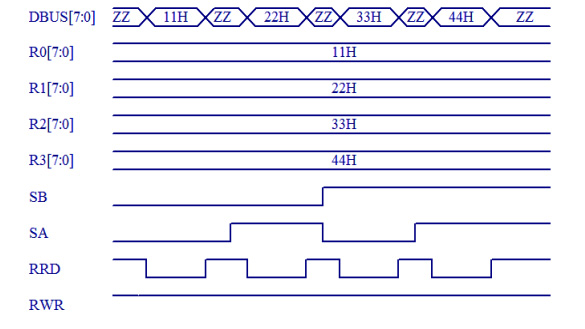 DBUS[7:0] ZZ 11H ZZ 22H ZZ 33H ZZ 44H ZZ
R0[7:0] 11H
R1[7:0] 22H
R2[7:0] 33H
R3[7:0] 44H
SB
SA
RRD
RWR